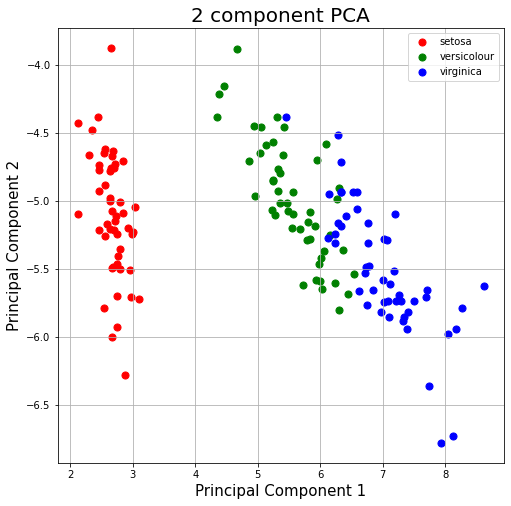 2 component PCA
setosa
versicolour
virginica
Principal Component 2
−4.0
−4.5
−5.0
−5.5
−6.0
−6.5
2 3 4 5 6 7 8
Principal Component 1